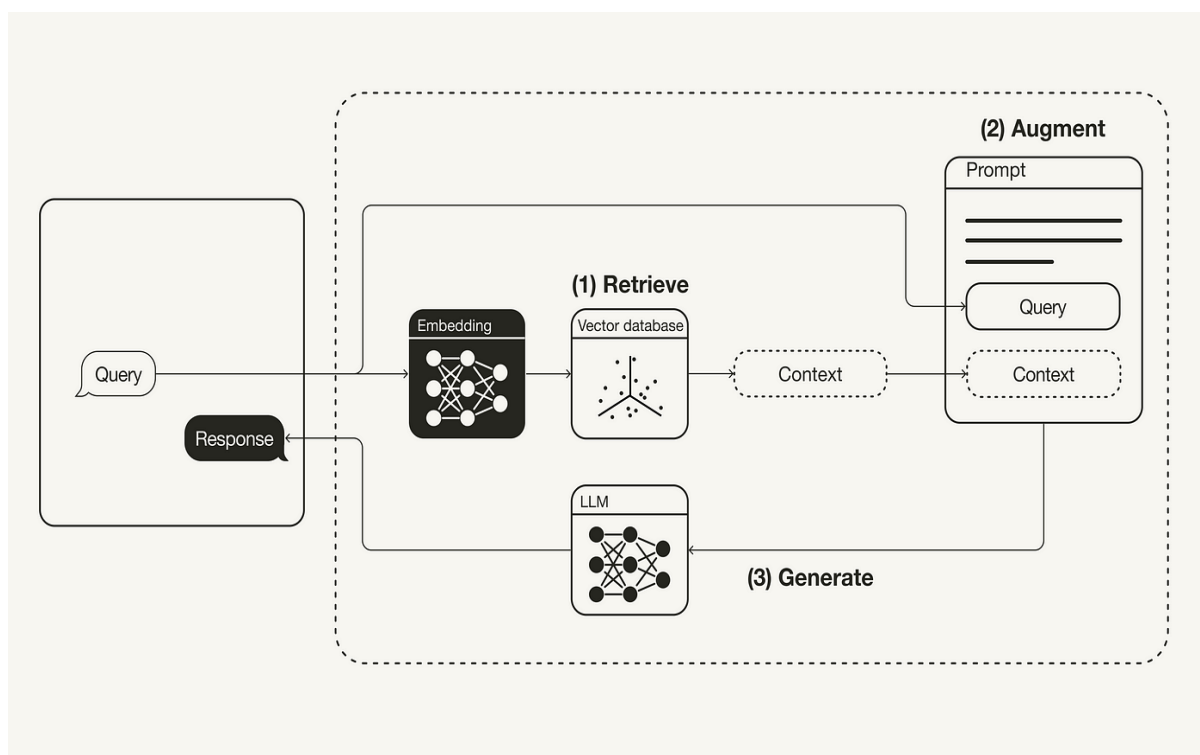 (2) Augment
Prompt
(1) Retrieve
Query
Embedding
Vector database
Query
Context
Context
Response
LLM
(3) Generate